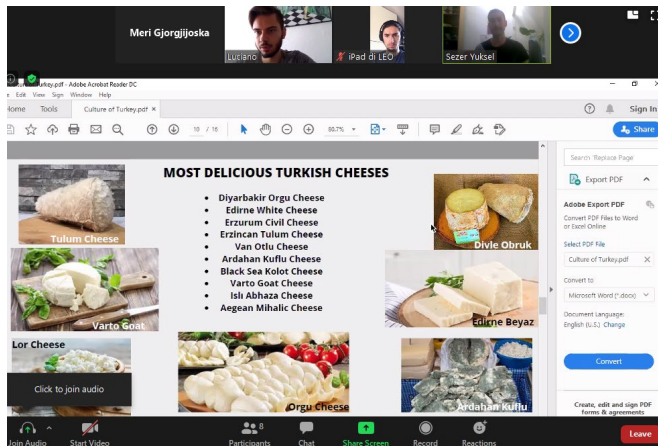 Meri Gjorgjijoska
Luciano
iPad di LEO
Sezer Yuksel
urkey.pdf - Adobe Acrobat Reader DC
Edit View Sign Window Help
Home Tools Culture of Turkey.pdf ×
Sign In
10 / 16
80.7%
Share
MOST DELICIOUS TURKISH CHEESES
• Diyarbakir Orgu Cheese
• Edirne White Cheese
• Erzurum Civil Cheese
• Erzincan Tulum Cheese
• Van Otlu Cheese
• Ardahan Kuflu Cheese
• Black Sea Kolot Cheese
• Varto Goat Cheese
• Islı Abhaza Cheese
• Aegean Mihalic Cheese
Tulum Cheese
Divle Obruk
Varto Goat
Edirne Beyaz
Lor Cheese
Orgu Cheese
Ardahan Kuflu
Search 'Replace Page'
Export PDF
Adobe Export PDF
Convert PDF Files to Word
or Excel Online
Select PDF File
Culture of Turkey.pdf ×
Convert to
Microsoft Word (*.docx)
Document Language:
English (U.S.) Change
Convert
Create, edit and sign PDF
forms & agreements
Click to join audio
Join Audio
Start Video
8
Participants
Chat
Share Screen
Record
Reactions
Leave